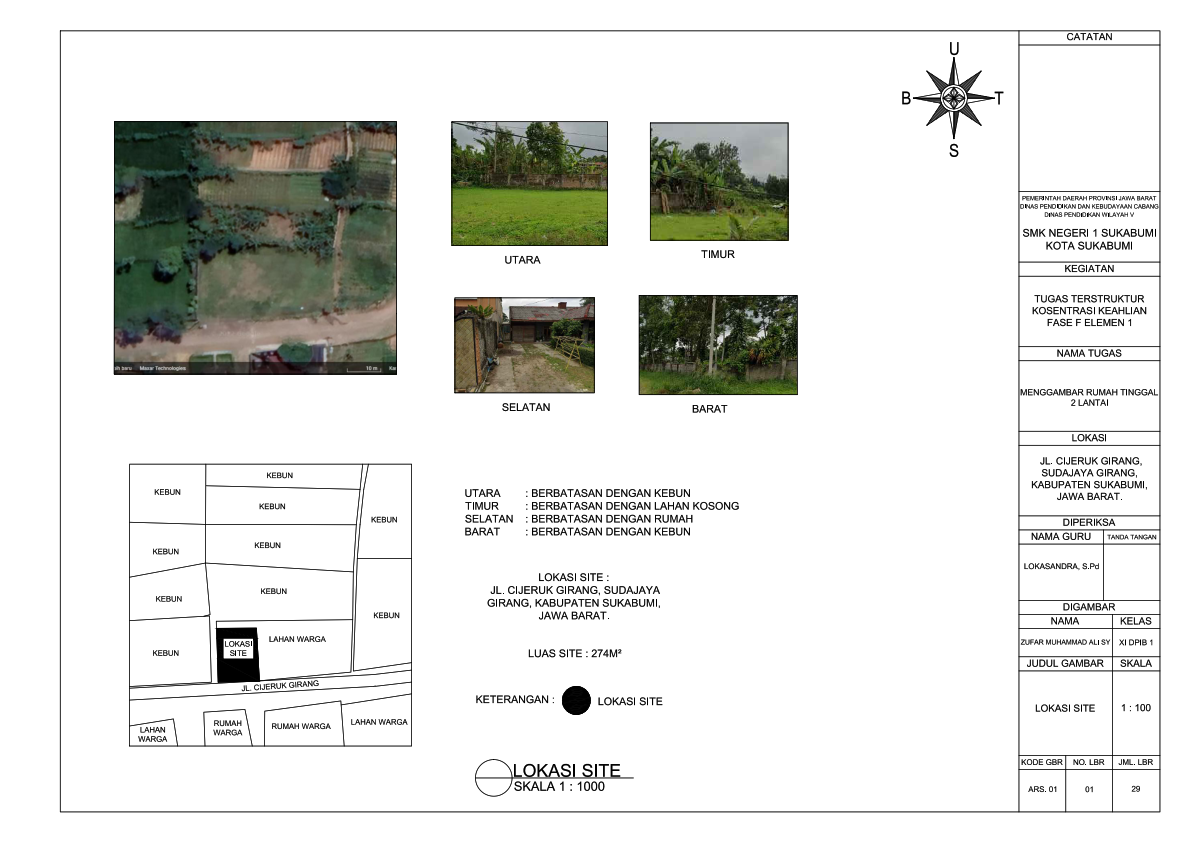 U
B
T
S
UTARA
TIMUR
SELATAN
BARAT
Maxar Technologies
10 m
KEBUN
KEBUN
KEBUN
KEBUN
KEBUN
KEBUN
KEBUN
KEBUN
KEBUN
KEBUN
LOKASI
SITE
LAHAN WARGA
JL. CIJERUK GIRANG
LAHAN
WARGA
RUMAH
WARGA
RUMAH WARGA
LAHAN WARGA
UTARA : BERBATASAN DENGAN KEBUN
TIMUR : BERBATASAN DENGAN LAHAN KOSONG
SELATAN : BERBATASAN DENGAN RUMAH
BARAT : BERBATASAN DENGAN KEBUN
LOKASI SITE :
JL. CIJERUK GIRANG, SUDAJAYA
GIRANG, KABUPATEN SUKABUMI,
JAWA BARAT.
LUAS SITE : 274M²
KETERANGAN : LOKASI SITE
LOKASI SITE
SKALA 1 : 1000
CATATAN
PEMERINTAH DAERAH PROVINSI JAWA BARAT
DINAS PENDIDIKAN DAN KEBUDAYAAN CABANG
DINAS PENDIDIKAN WILAYAH V
SMK NEGERI 1 SUKABUMI
KOTA SUKABUMI
KEGIATAN
TUGAS TERSTRUKTUR
KOSENTRASI KEAHLIAN
FASE F ELEMEN 1
NAMA TUGAS
MENGGAMBAR RUMAH TINGGAL
2 LANTAI
LOKASI
JL. CIJERUK GIRANG,
SUDAJAYA GIRANG,
KABUPATEN SUKABUMI,
JAWA BARAT.
DIPERIKSA
NAMA GURU TANDA TANGAN
LOKASANDRA, S.Pd
DIGAMBAR
NAMA KELAS
ZUFAR MUHAMMAD ALI SY XI DPIB 1
JUDUL GAMBAR SKALA
LOKASI SITE 1 : 100
KODE GBR NO. LBR JML. LBR
ARS. 01 01 29